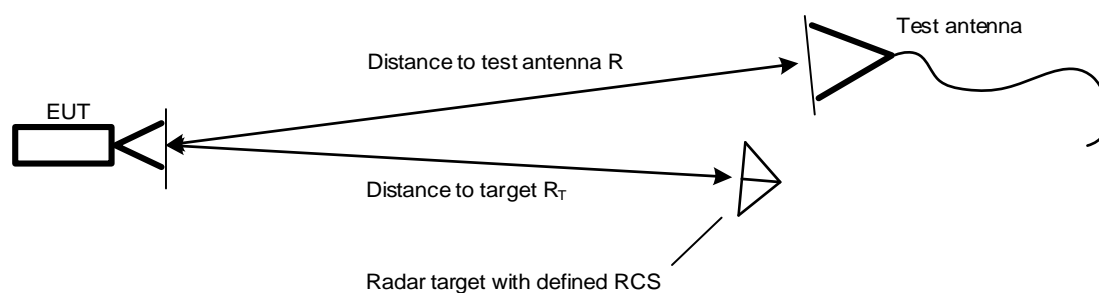 Test antenna
Distance to test antenna R
EUT
Distance to target R_T
Radar target with defined RCS